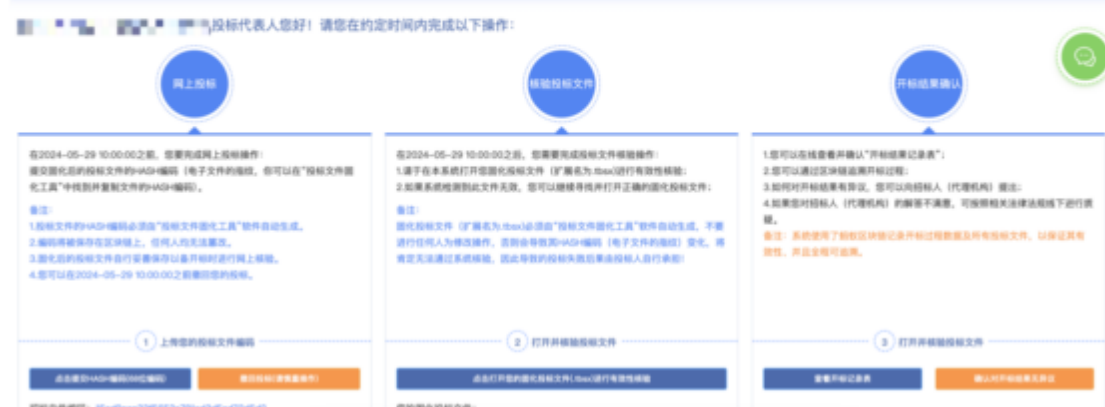 投标代表人您好！请您在约定时间内完成以下操作：
网上投标
核验投标文件
开标结果确认
在2024-05-29 10:00:00之前，您要完成网上投标操作：
提交固化后的投标文件的HASH编码（电子文件的指纹，你可以在“投标文件固
化工具”中找到并复制文件的HASH编码）。
备注：
1.投标文件的HASH编码必须由“投标文件固化工具”软件自动生成。
2.编码将被保存在区块链上，任何人均无法篡改。
3.固化后的投标文件自行妥善保存以备开标时进行网上核验。
4.您可以在2024-05-29 10:00:00之前撤回您的投标。
1 上传您的投标文件编码
点击提交HASH编码(68位编码)
在2024-05-29 10:00:00之后，您需要完成投标文件核验操作：
1.请于在本系统打开您固化投标文件（扩展名为.tbsx)进行有效性核验；
2.如果系统检测到此文件无效，您可以继续寻找并打开正确的固化投标文件；
备注：
固化投标文件（扩展名为.tbsx)必须由“投标文件固化工具”软件自动生成，不要
进行任何人为修改操作，否则会导致其HASH编码（电子文件的指纹）变化，将
肯定无法通过系统核验，因此导致的投标失败后果由投标人自行承担！
2 打开并核验投标文件
点击打开您的固化投标文件(.tbsx)进行有效性核验
1.您可以在线查看并确认“开标结果记录表”；
2.您可以通过区块链追溯开标过程；
3.如何对开标结果有异议，您可以向招标人（代理机构）提出；
4.如果您对招标人（代理机构）的解答不满意，可按照相关法律法规线下进行质
疑。
备注：系统使用了蚂蚁区块链记录开标过程数据及所有投标文件，以保证其有
效性，并且全程可追溯。
3 打开并核验投标文件
查看开标记录表
确认对开标结果无异议